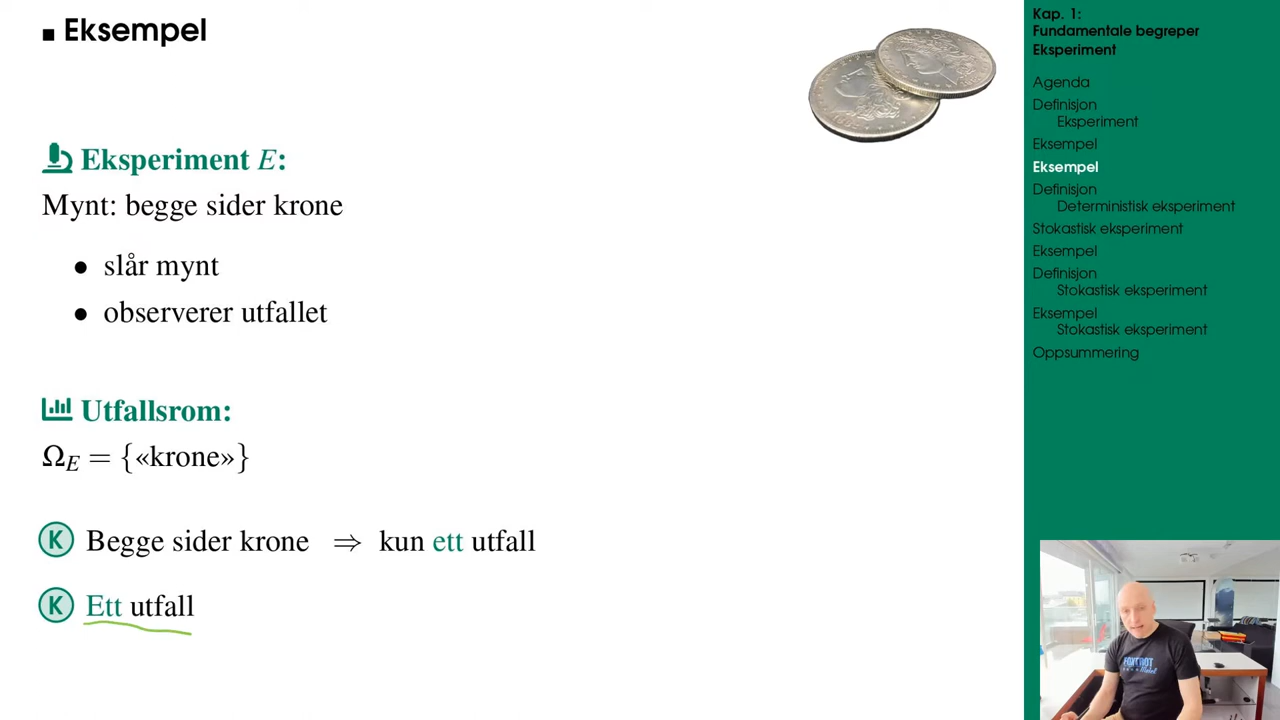 Eksempel
Eksperiment E:
Mynt: begge sider krone
• slår mynt
• observerer utfallet
Utfallsrom:
Ω_E = {«krone»}
K Begge sider krone ⇒ kun ett utfall
K Ett utfall
Kap. 1:
Fundamentale begreper
Eksperiment
Agenda
Definisjon
Eksperiment
Eksempel
Eksempel
Definisjon
Deterministisk eksperiment
Stokastisk eksperiment
Eksempel
Definisjon
Stokastisk eksperiment
Eksempel
Stokastisk eksperiment
Oppsummering
FOXTROT